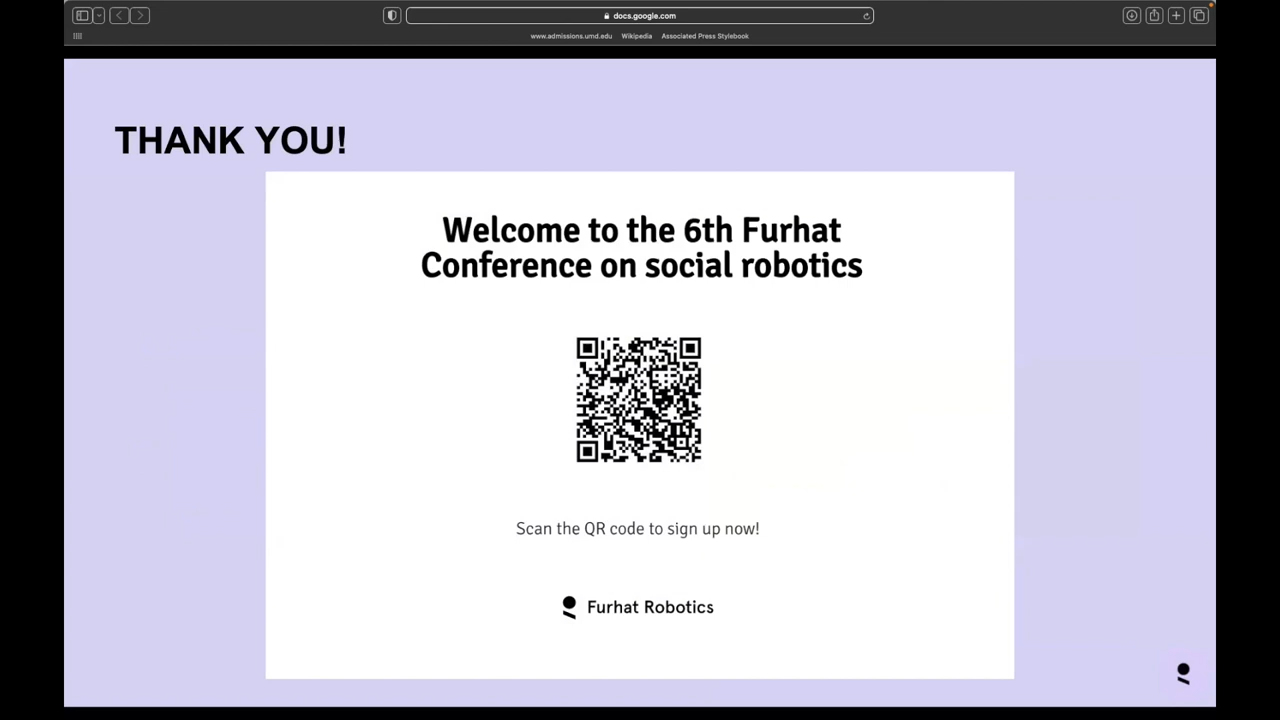 docs.google.com
www.admissions.umd.edu Wikipedia Associated Press Stylebook
THANK YOU!
Welcome to the 6th Furhat
Conference on social robotics
Scan the QR code to sign up now!
Furhat Robotics